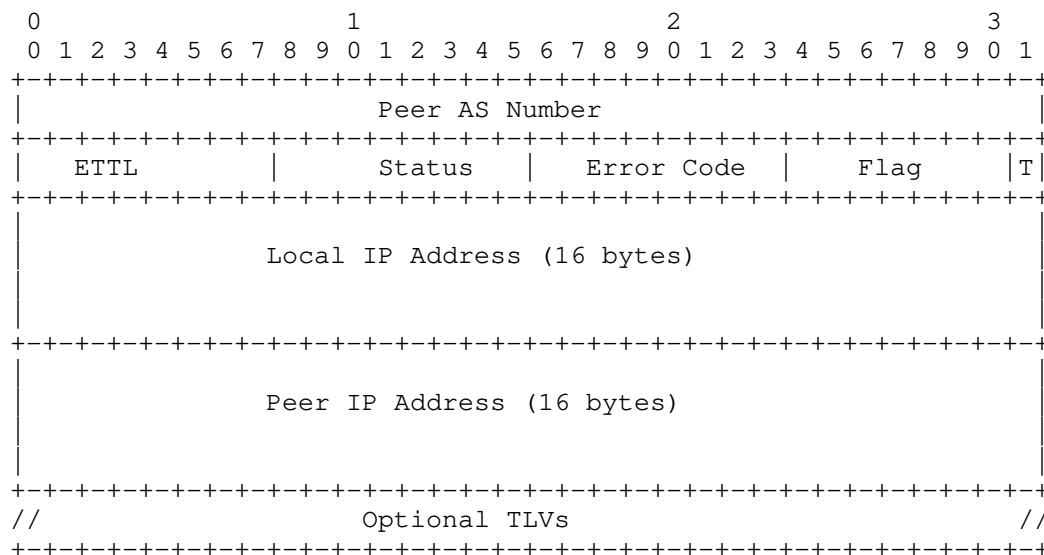 0                   1                   2                   3
0 1 2 3 4 5 6 7 8 9 0 1 2 3 4 5 6 7 8 9 0 1 2 3 4 5 6 7 8 9 0 1
+-+-+-+-+-+-+-+-+-+-+-+-+-+-+-+-+-+-+-+-+-+-+-+-+-+-+-+-+-+-+-+-+
| Peer AS Number |
+-+-+-+-+-+-+-+-+-+-+-+-+-+-+-+-+-+-+-+-+-+-+-+-+-+-+-+-+-+-+-+-+
| ETTL | Status | Error Code | Flag |T|
+-+-+-+-+-+-+-+-+-+-+-+-+-+-+-+-+-+-+-+-+-+-+-+-+-+-+-+-+-+-+-+-+
| |
| Local IP Address (16 bytes) |
| |
| |
+-+-+-+-+-+-+-+-+-+-+-+-+-+-+-+-+-+-+-+-+-+-+-+-+-+-+-+-+-+-+-+-+
| |
| Peer IP Address (16 bytes) |
| |
| |
+-+-+-+-+-+-+-+-+-+-+-+-+-+-+-+-+-+-+-+-+-+-+-+-+-+-+-+-+-+-+-+-+
// Optional TLVs //
+-+-+-+-+-+-+-+-+-+-+-+-+-+-+-+-+-+-+-+-+-+-+-+-+-+-+-+-+-+-+-+-+